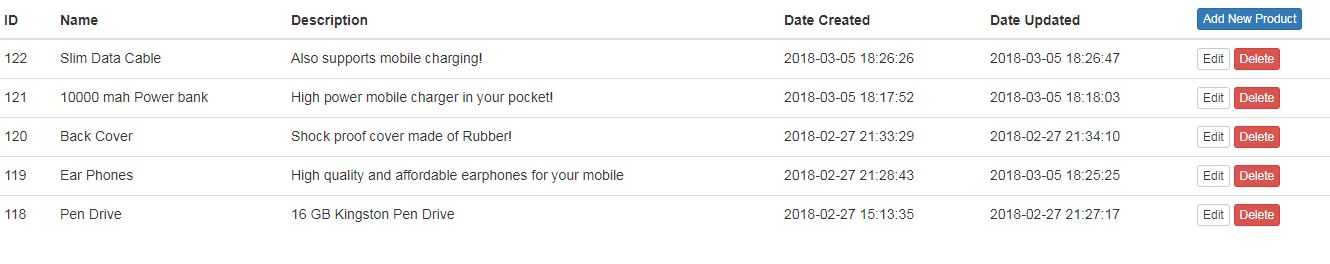 ID Name Description Date Created Date Updated Add New Product
122 Slim Data Cable Also supports mobile charging! 2018-03-05 18:26:26 2018-03-05 18:26:47 Edit Delete
121 10000 mah Power bank High power mobile charger in your pocket! 2018-03-05 18:17:52 2018-03-05 18:18:03 Edit Delete
120 Back Cover Shock proof cover made of Rubber! 2018-02-27 21:33:29 2018-02-27 21:34:10 Edit Delete
119 Ear Phones High quality and affordable earphones for your mobile 2018-02-27 21:28:43 2018-03-05 18:25:25 Edit Delete
118 Pen Drive 16 GB Kingston Pen Drive 2018-02-27 15:13:35 2018-02-27 21:27:17 Edit Delete